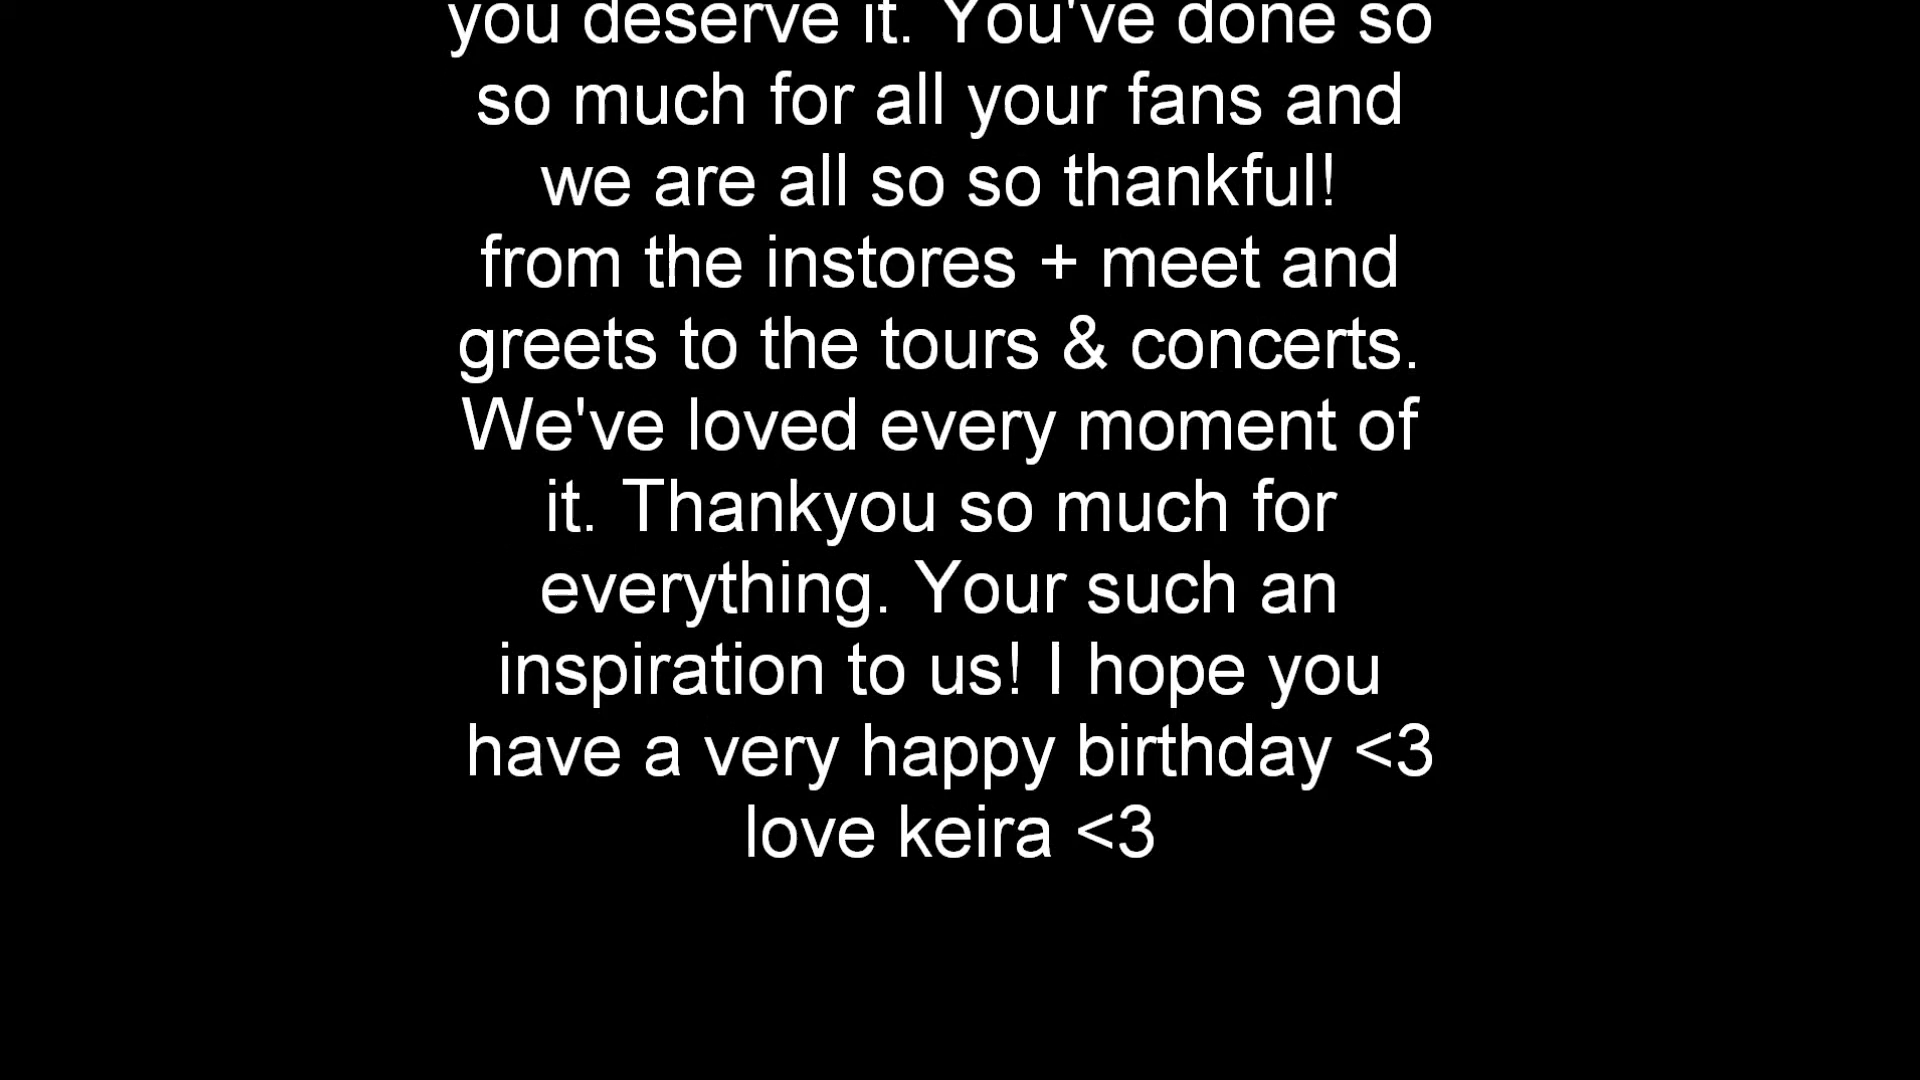 you deserve it. You've done so
so much for all your fans and
we are all so so thankful!
from the instores + meet and
greets to the tours & concerts.
We've loved every moment of
it. Thankyou so much for
everything. Your such an
inspiration to us! I hope you
have a very happy birthday <3
love keira <3